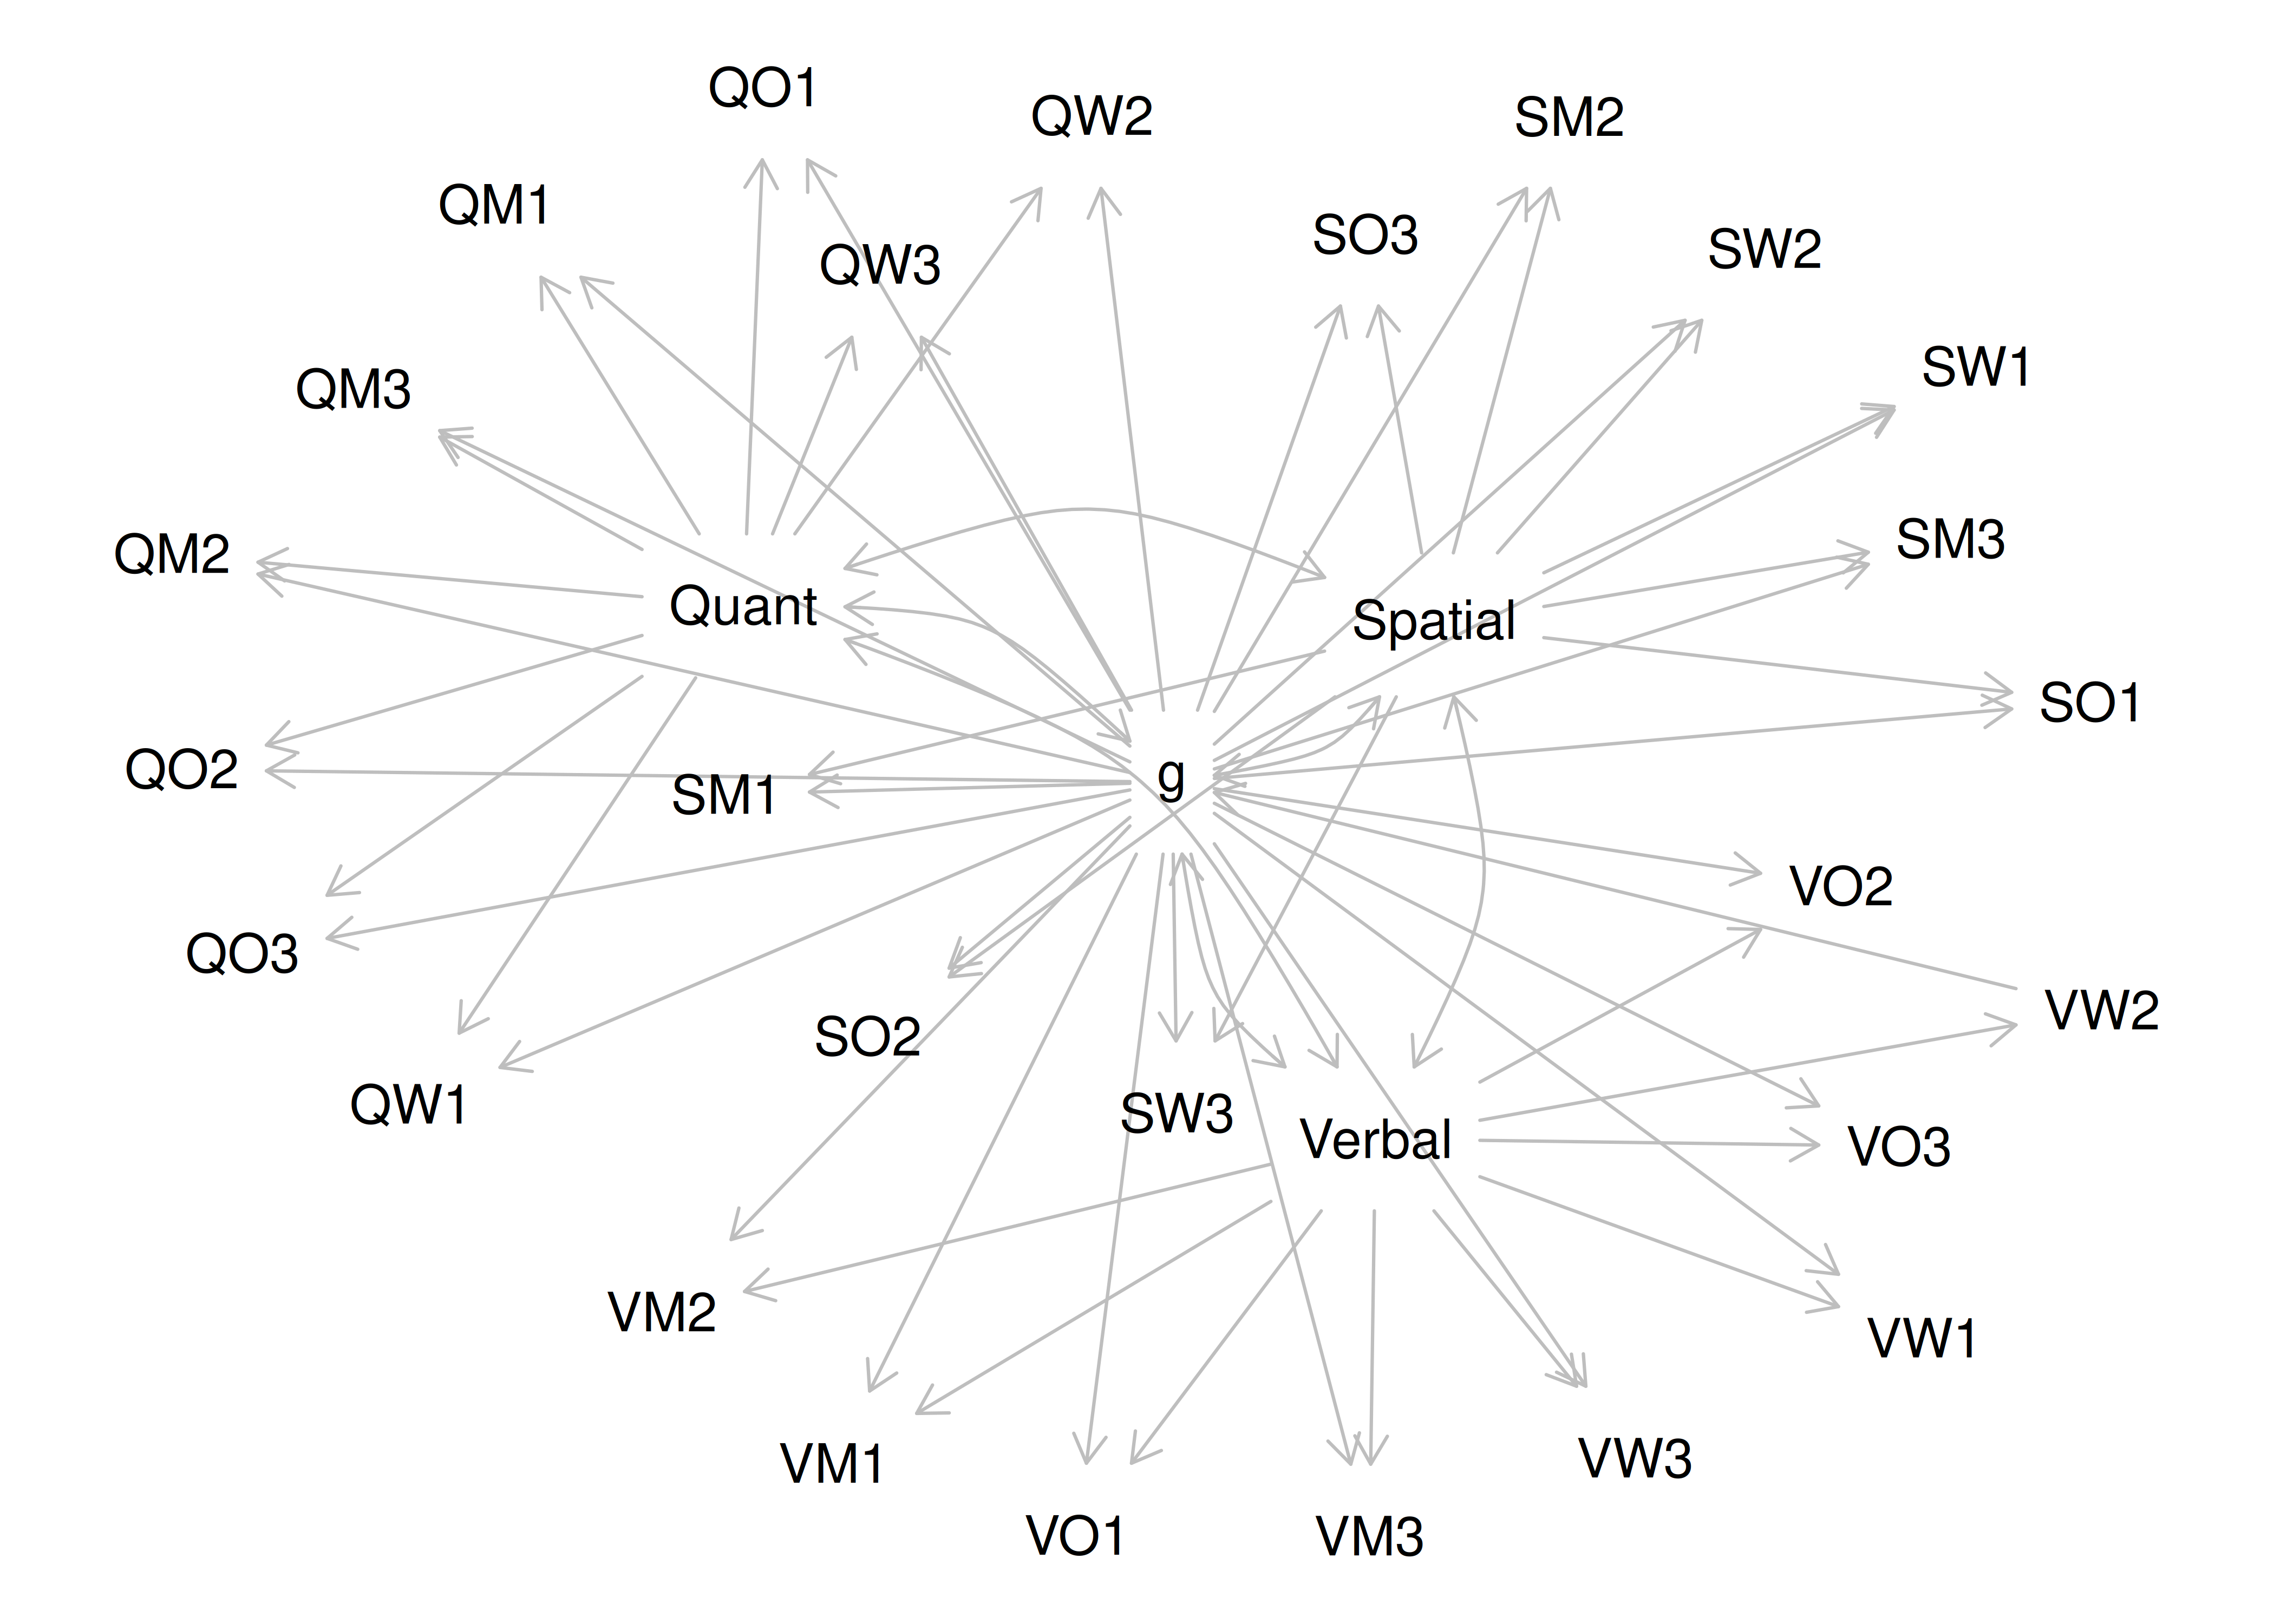 QO1
QW2
SM2
QM1
SO3
SW2
QW3
SW1
QM3
SM3
QM2
Quant
Spatial
SO1
QO2
g
SM1
VO2
QO3
VW2
SO2
QW1
SW3
Verbal
VO3
VM2
VW1
VM1
VW3
VO1
VM3